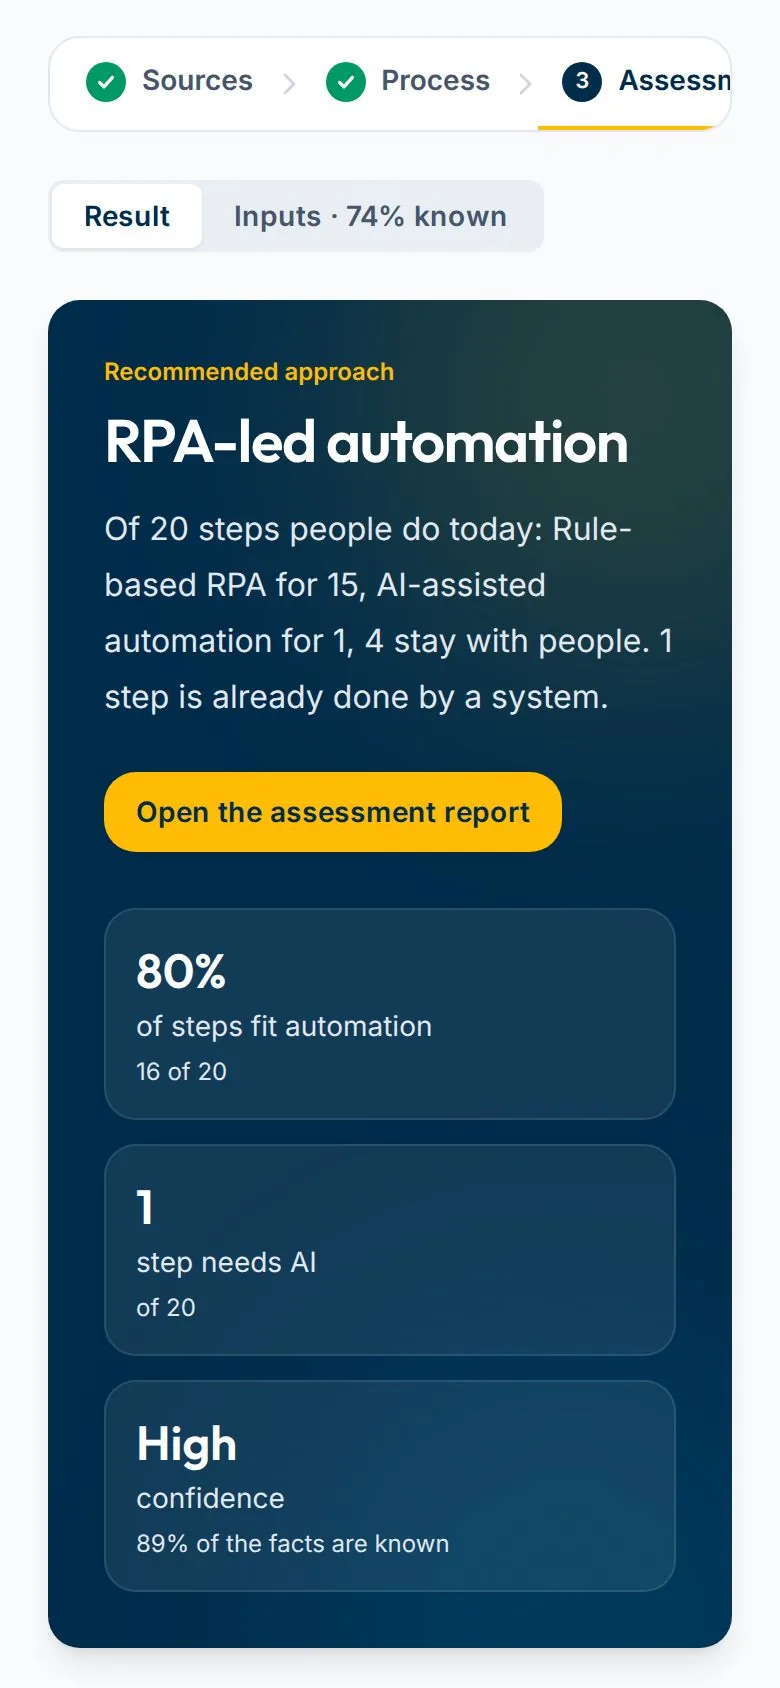 Sources
Process
3 Assessm
Result
Inputs · 74% known
Recommended approach
RPA-led automation
Of 20 steps people do today: Rule-
based RPA for 15, AI-assisted
automation for 1, 4 stay with people. 1
step is already done by a system.
Open the assessment report
80%
of steps fit automation
16 of 20
1
step needs AI
of 20
High
confidence
89% of the facts are known